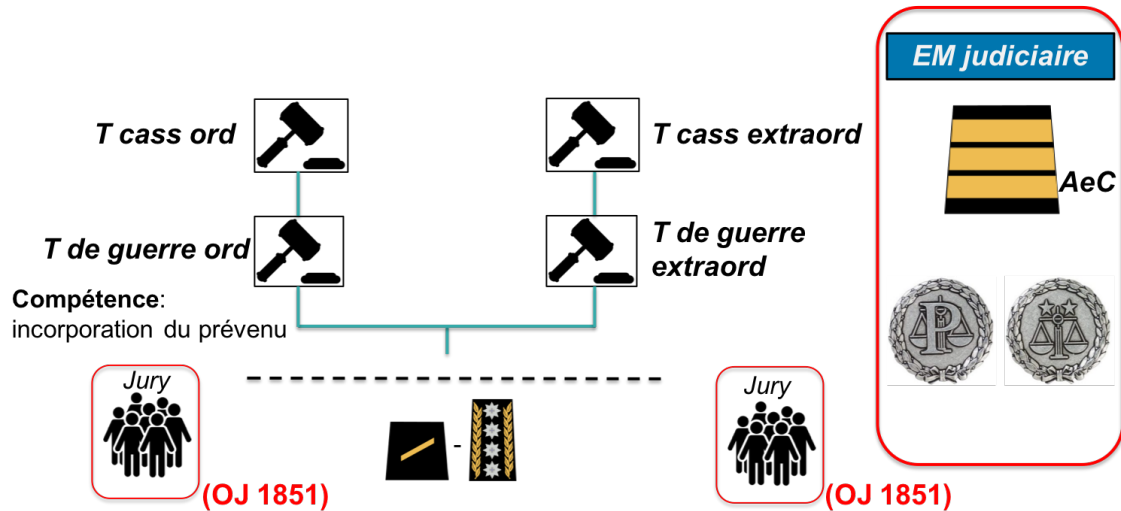 EM judiciaire
T cass ord
T cass extraord
AeC
T de guerre ord
T de guerre
extraord
Compétence:
incorporation du prévenu
Jury
Jury
-
(OJ 1851)
(OJ 1851)
P